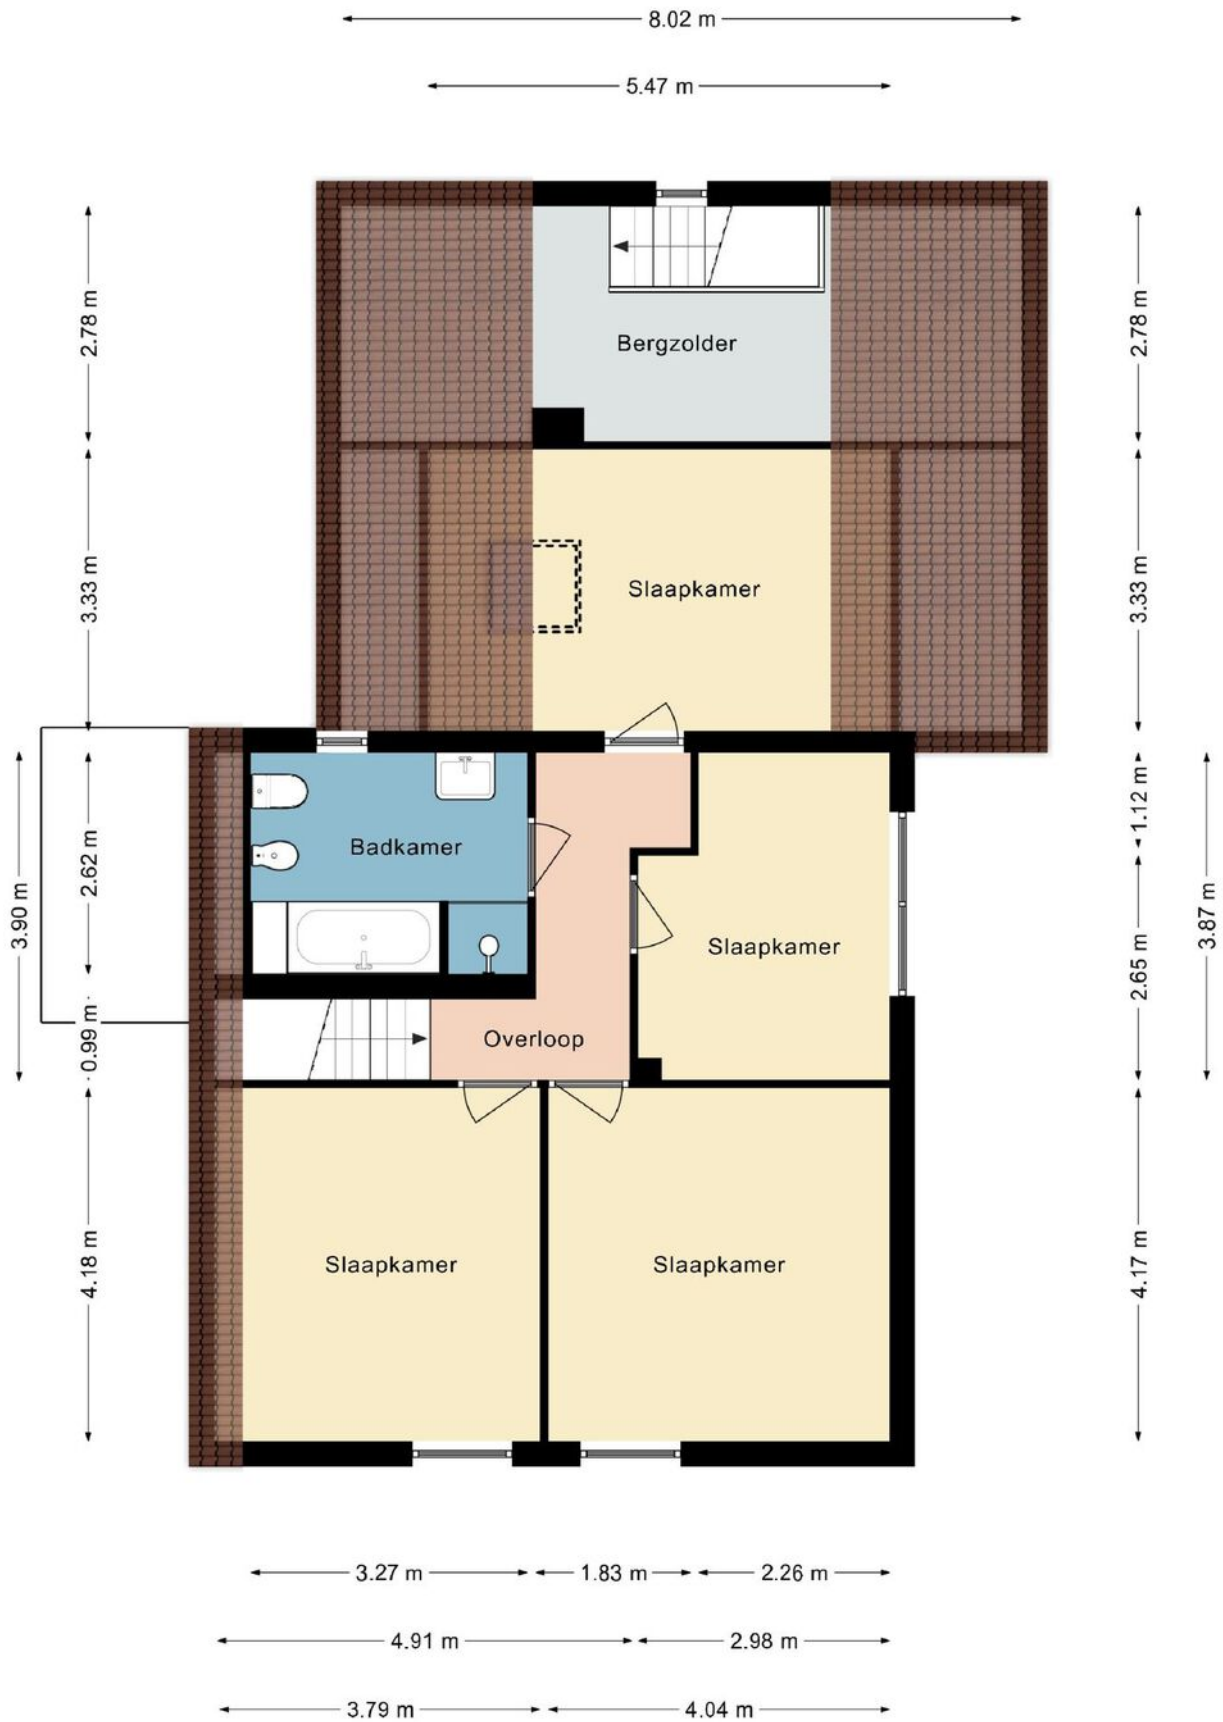 8.02 m
5.47 m
2.78 m
2.78 m
Bergzolder
3.33 m
Slaapkamer
3.33 m
3.90 m
2.62 m
Badkamer
1.12 m
3.87 m
Slaapkamer
2.65 m
0.99 m
Overloop
4.18 m
Slaapkamer
Slaapkamer
4.17 m
3.27 m
1.83 m
2.26 m
4.91 m
2.98 m
3.79 m
4.04 m